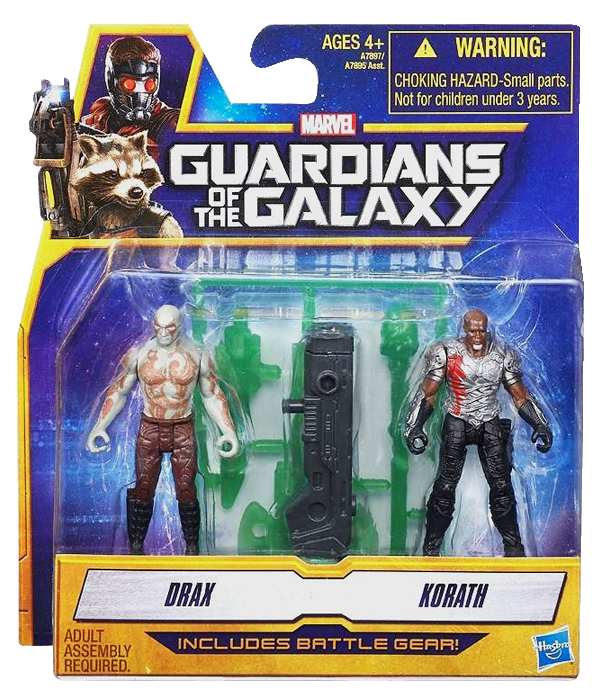 AGES 4+
A7897/
A7895 Asst.
WARNING:
CHOKING HAZARD-Small parts.
Not for children under 3 years.
MARVEL
GUARDIANS
OF THE GALAXY
DRAX
KORATH
ADULT
ASSEMBLY
REQUIRED.
INCLUDES BATTLE GEAR!
Hasbro